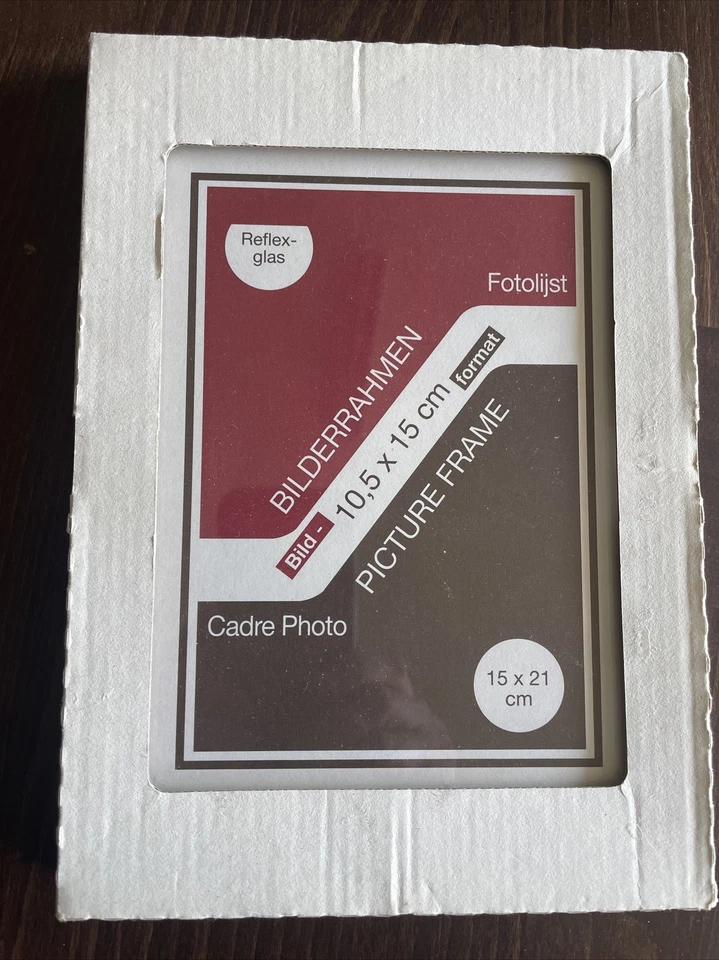 Reflex-
glas
Fotolijst
BILDERRAHMEN
Bild - 10,5 x 15 cm format
PICTURE FRAME
Cadre Photo
15 x 21
cm